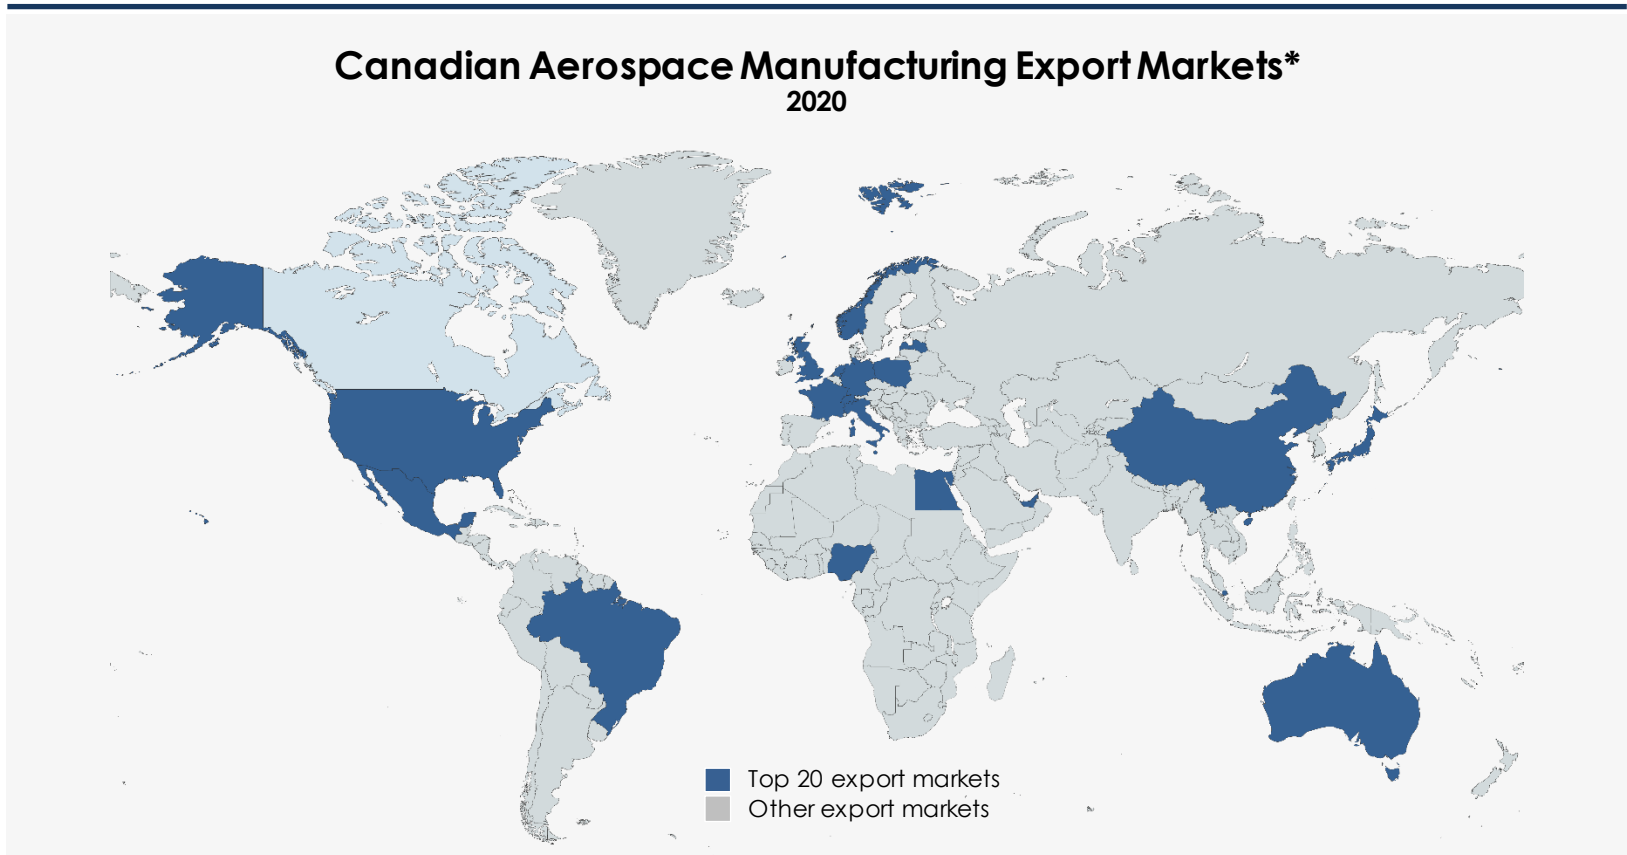 Canadian Aerospace Manufacturing Export Markets*
2020
Top 20 export markets
Other export markets